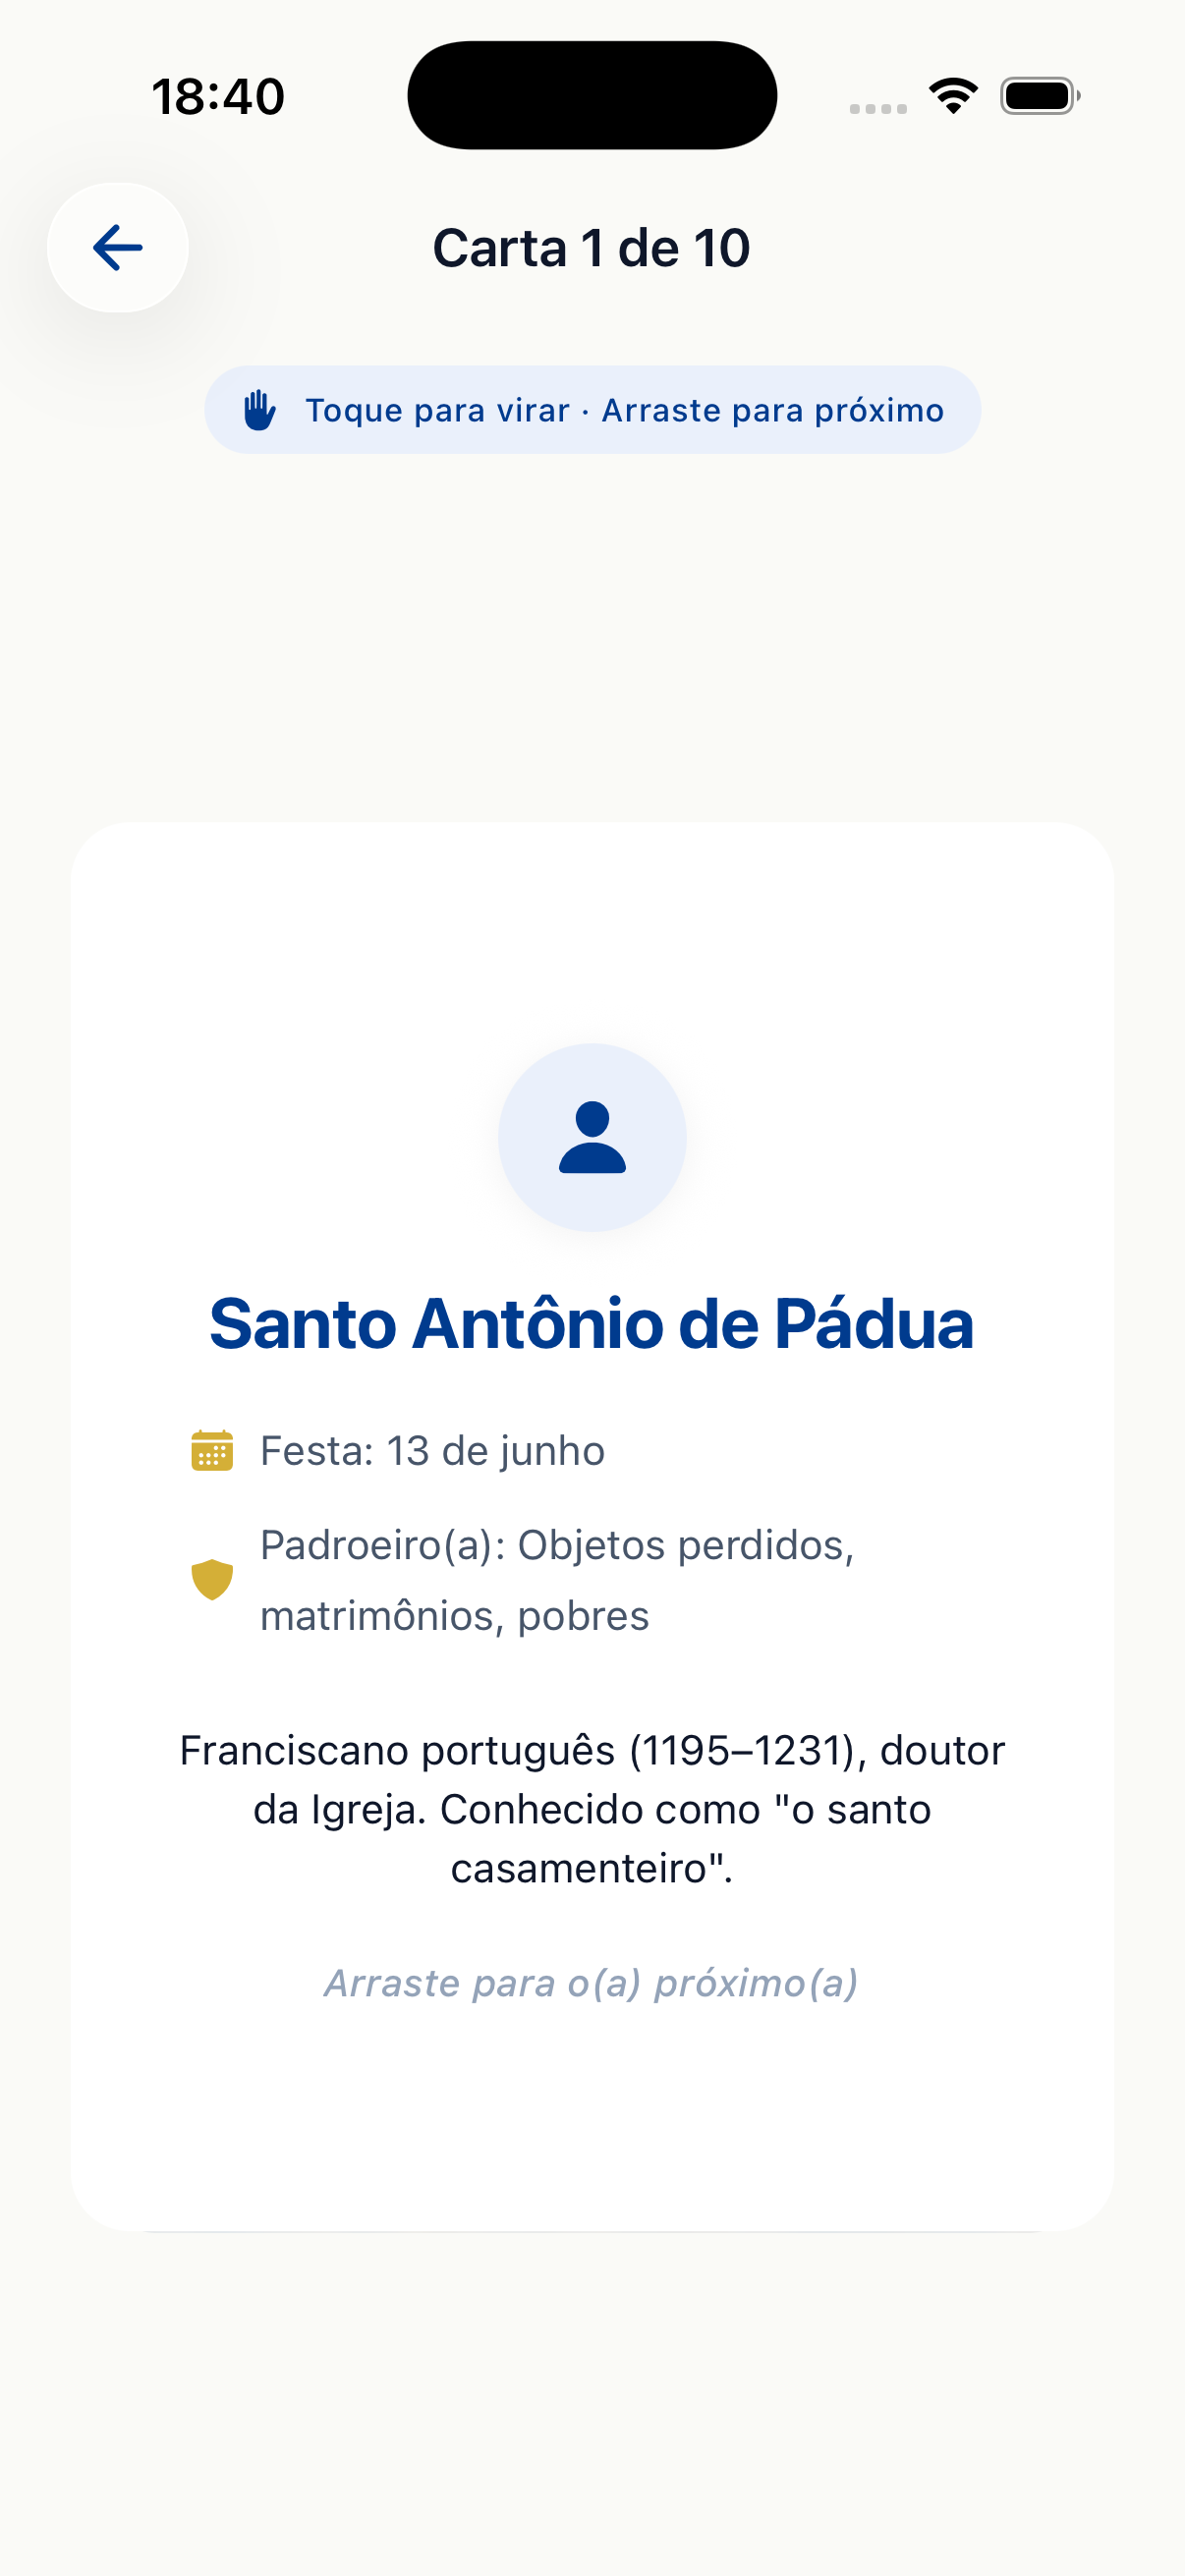 18:40
Carta 1 de 10
Toque para virar · Arraste para próximo
Santo Antônio de Pádua
Festa: 13 de junho
Padroeiro(a): Objetos perdidos,
matrimônios, pobres
Franciscano português (1195–1231), doutor
da Igreja. Conhecido como "o santo
casamenteiro".
Arraste para o(a) próximo(a)